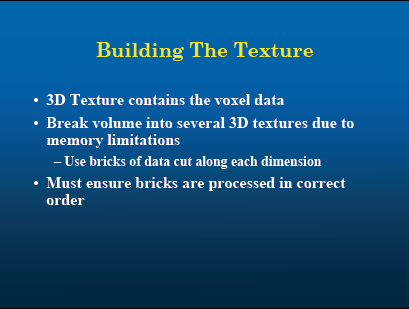 Building The Texture
• 3D Texture contains the voxel data
• Break volume into several 3D textures due to
memory limitations
– Use bricks of data cut along each dimension
• Must ensure bricks are processed in correct
order